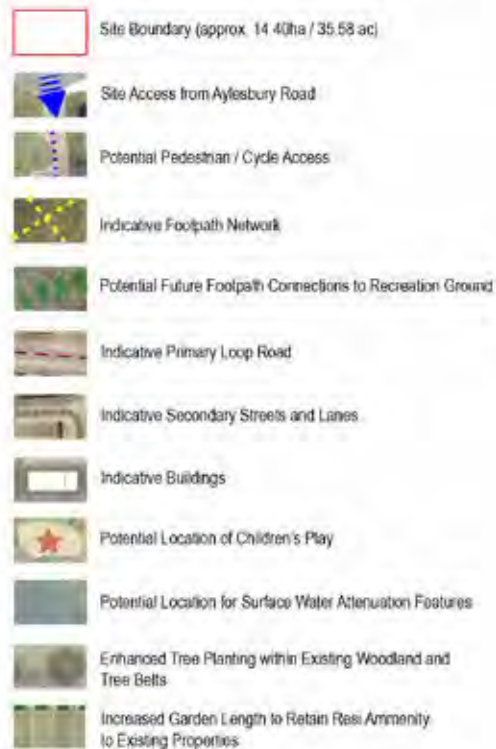 Site Boundary (approx. 14.40ha / 35.58 ac)
Site Access from Aylesbury Road
Potential Pedestrian / Cycle Access
Indicative Footpath Network
Potential Future Footpath Connections to Recreation Ground
Indicative Primary Loop Road
Indicative Secondary Streets and Lanes
Indicative Buildings
Potential Location of Children's Play
Potential Location for Surface Water Attenuation Features
Enhanced Tree Planting within Existing Woodland and
Tree Belts
Increased Garden Length to Retain Resi Ammenity
to Existing Properties